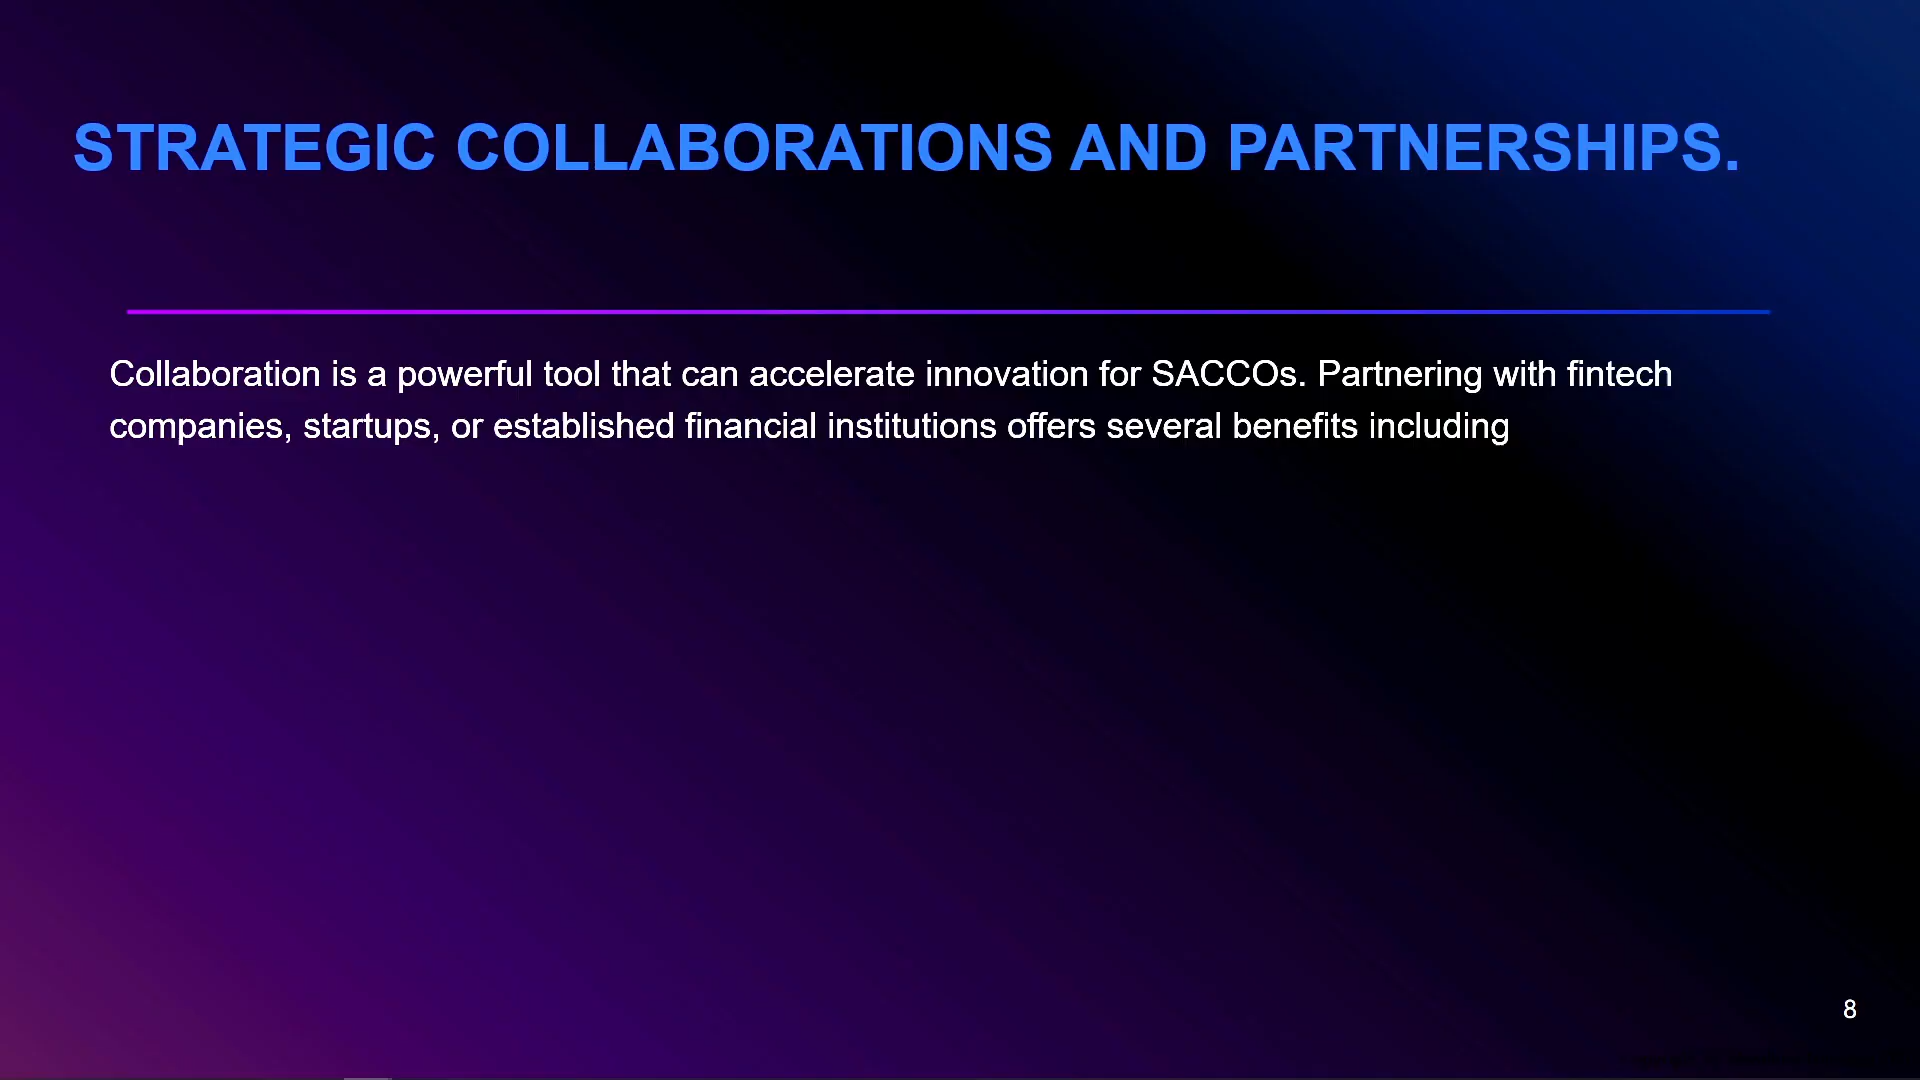 STRATEGIC COLLABORATIONS AND PARTNERSHIPS.
Collaboration is a powerful tool that can accelerate innovation for SACCOs. Partnering with fintech
companies, startups, or established financial institutions offers several benefits including
8